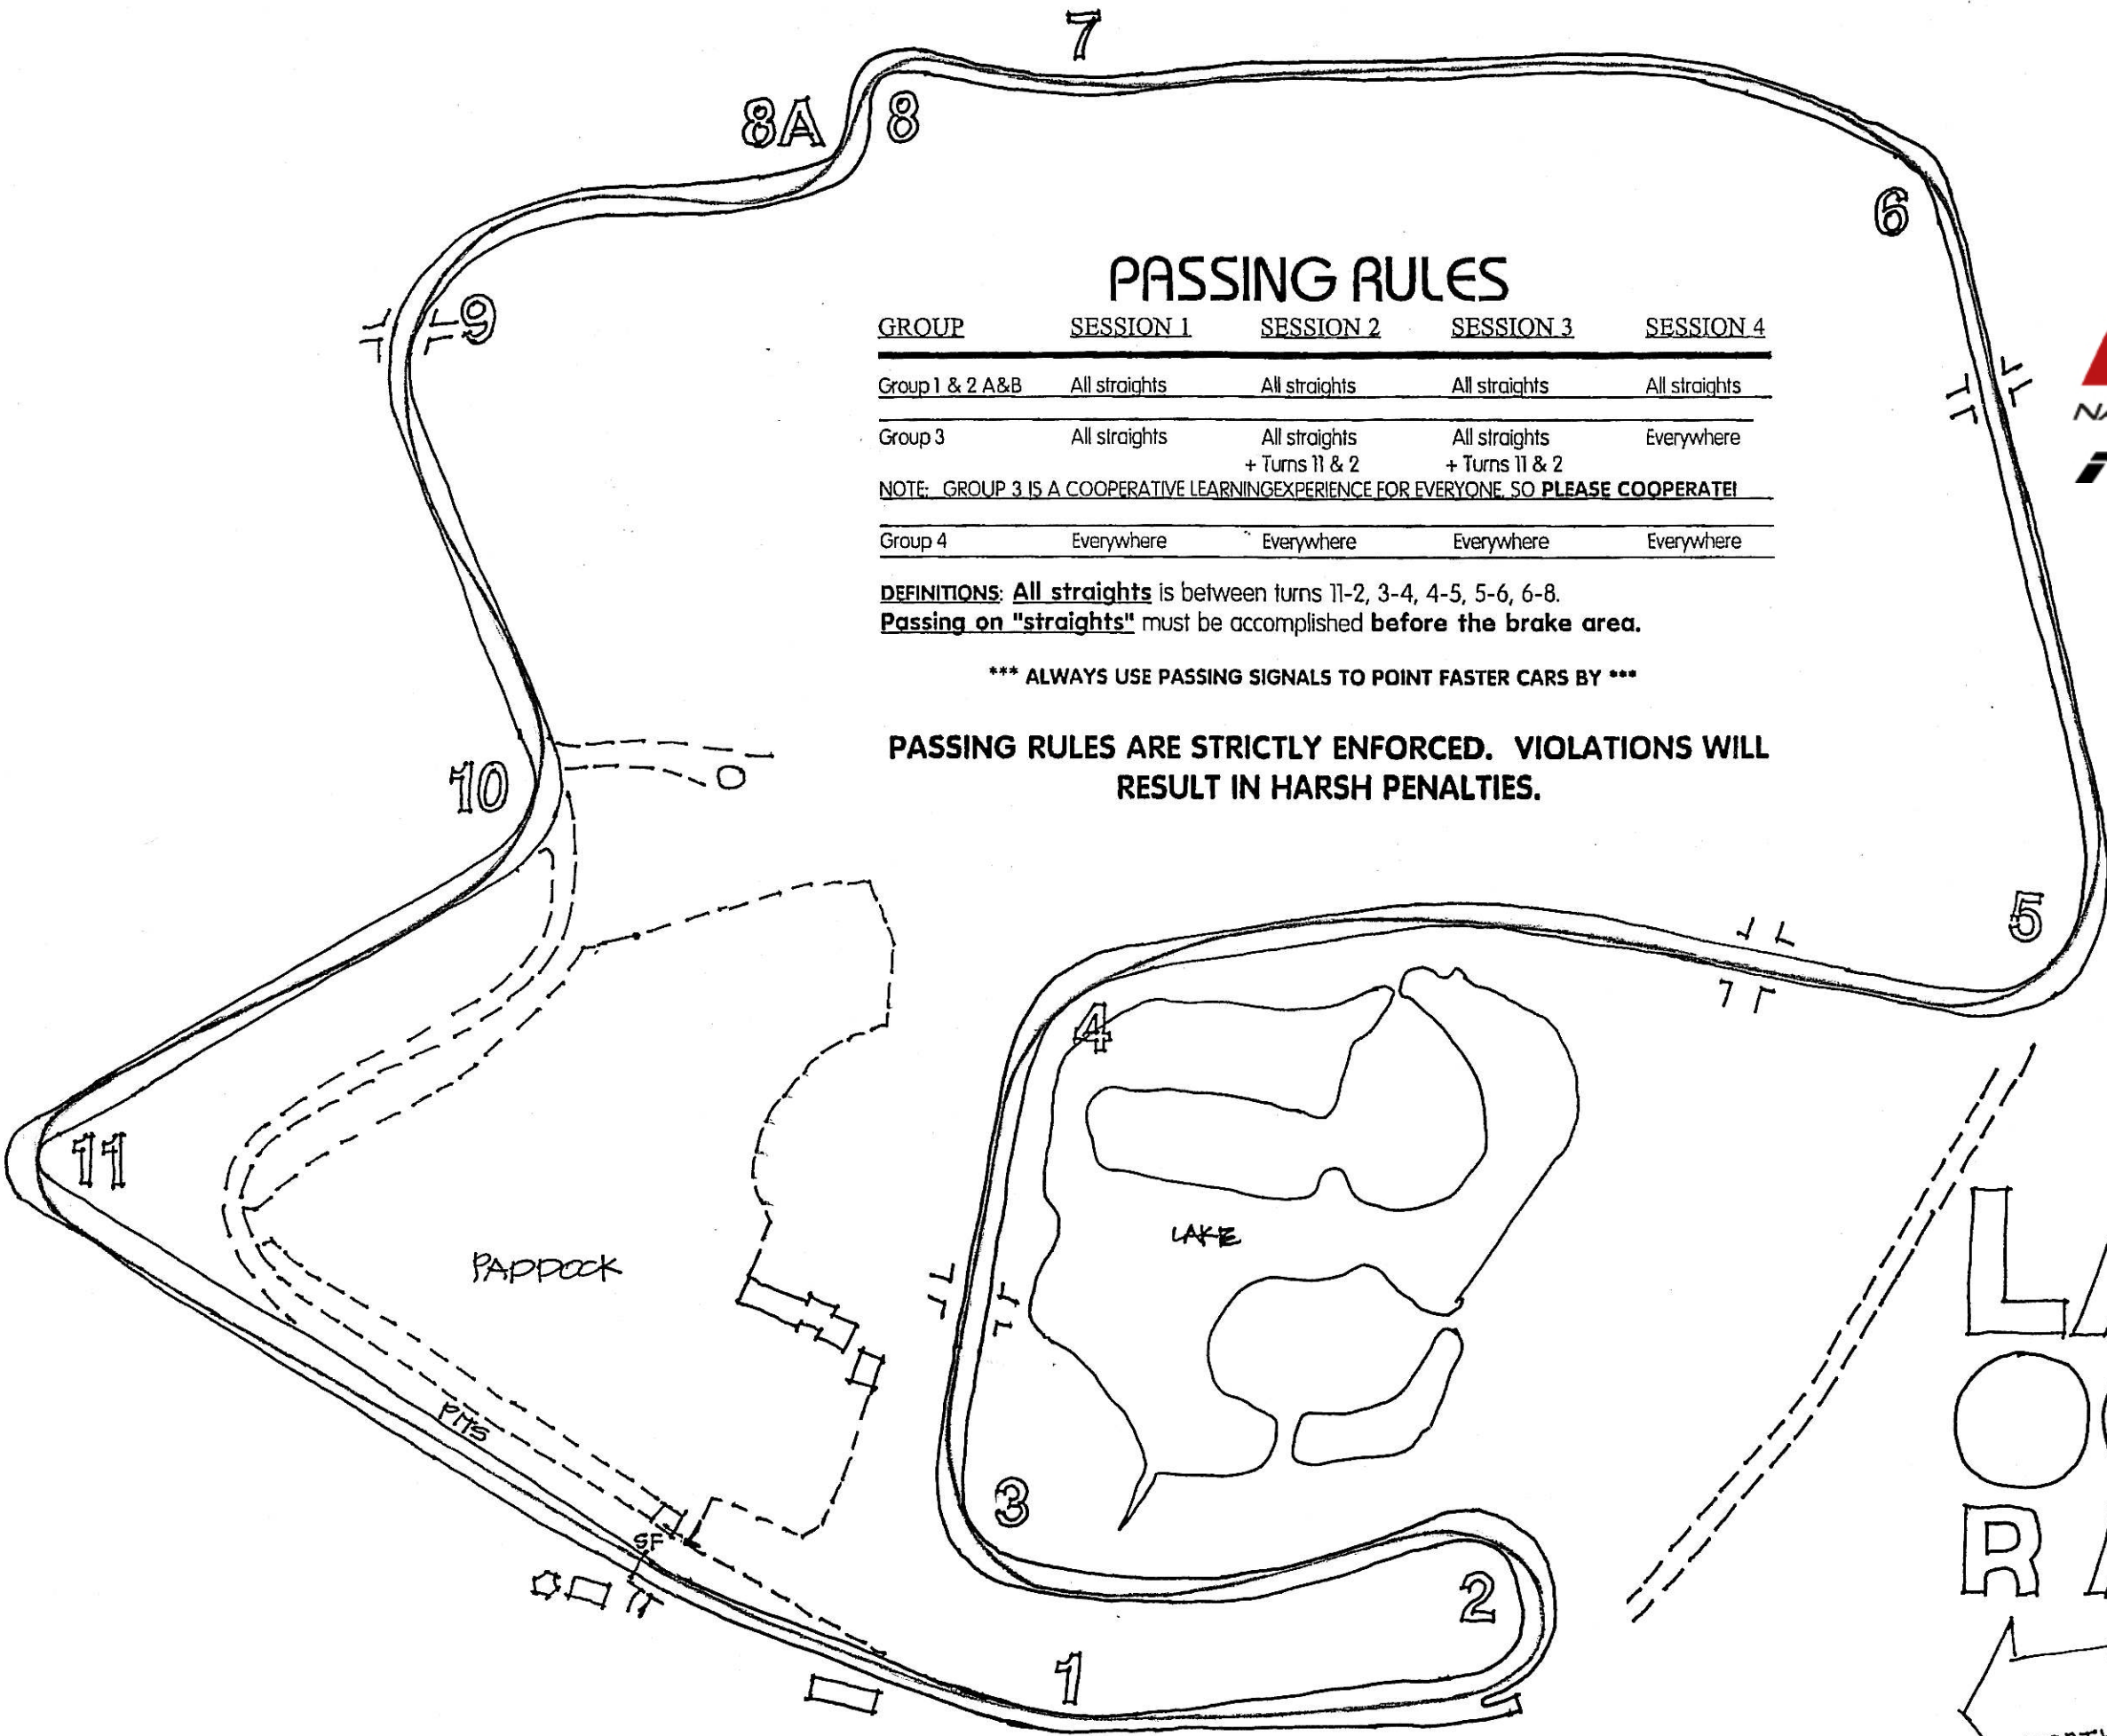 7
8A
8
6
PASSING RULES
GROUP SESSION 1 SESSION 2 SESSION 3 SESSION 4
Group 1 & 2 A&B All straights All straights All straights All straights
Group 3 All straights All straights All straights Everywhere
+ Turns 11 & 2 + Turns 11 & 2
NOTE: GROUP 3 IS A COOPERATIVE LEARNINGEXPERIENCE FOR EVERYONE. SO PLEASE COOPERATE!
Group 4 Everywhere Everywhere Everywhere Everywhere
DEFINITIONS: All straights is between turns 11-2, 3-4, 4-5, 5-6, 6-8.
Passing on "straights" must be accomplished before the brake area.
*** ALWAYS USE PASSING SIGNALS TO POINT FASTER CARS BY ***
PASSING RULES ARE STRICTLY ENFORCED. VIOLATIONS WILL
RESULT IN HARSH PENALTIES.
9
10
5
4
11
LAKE
PADDOCK
PITS
3
SF
2
1